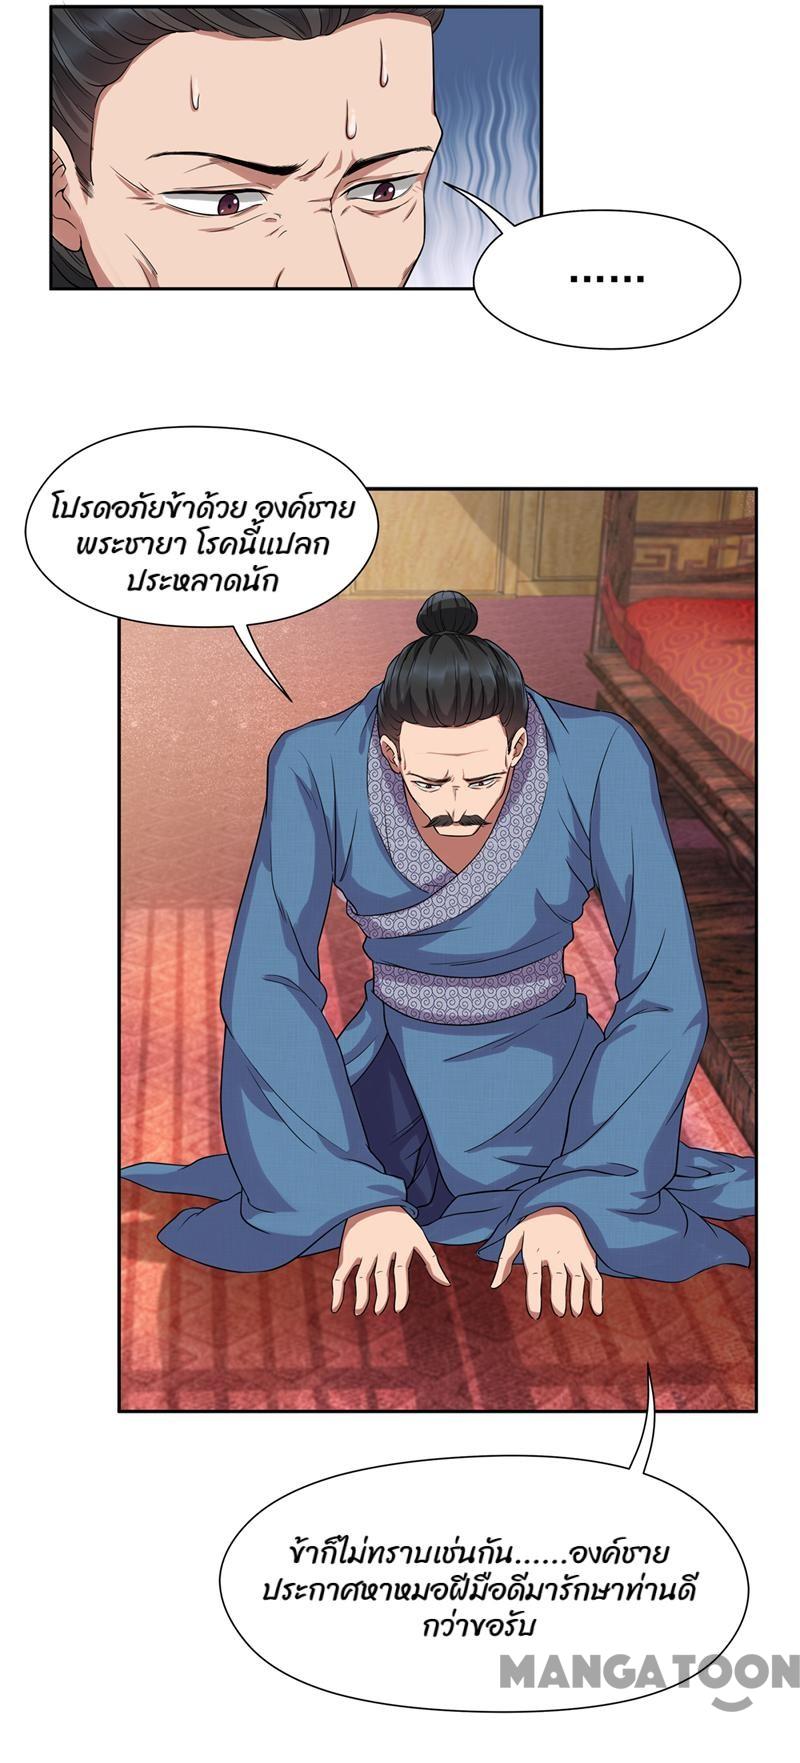 ......
โปรดอภัยข้าด้วย องค์ชาย
พระชายา โรคนี้แปลก
ประหลาดนัก
ข้าก็ไม่ทราบเช่นกัน......องค์ชาย
ประกาศหาหมอฝีมือดีมารักษาท่านดี
กว่าขอรับ
MANGATOON